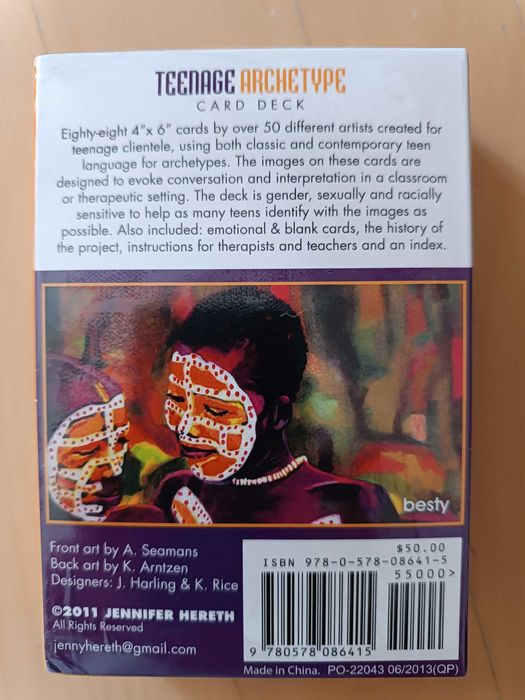 TEENAGE ARCHETYPE
CARD DECK
Eighty-eight 4"x 6" cards by over 50 different artists created for
teenage clientele, using both classic and contemporary teen
language for archetypes. The images on these cards are
designed to evoke conversation and interpretation in a classroom
or therapeutic setting. The deck is gender, sexually and racially
sensitive to help as many teens identify with the images as
possible. Also included: emotional & blank cards, the history of
the project, instructions for therapists and teachers and an index.
besty
Front art by A. Seamans
Back art by K. Arntzen
Designers: J. Harling & K. Rice
©2011 JENNIFER HERETH
All Rights Reserved
jennyhereth@gmail.com
$50.00
ISBN 978-0-578-08641-5
55000>
9 780578 086415
Made in China. PO-22043 06/2013(QP)